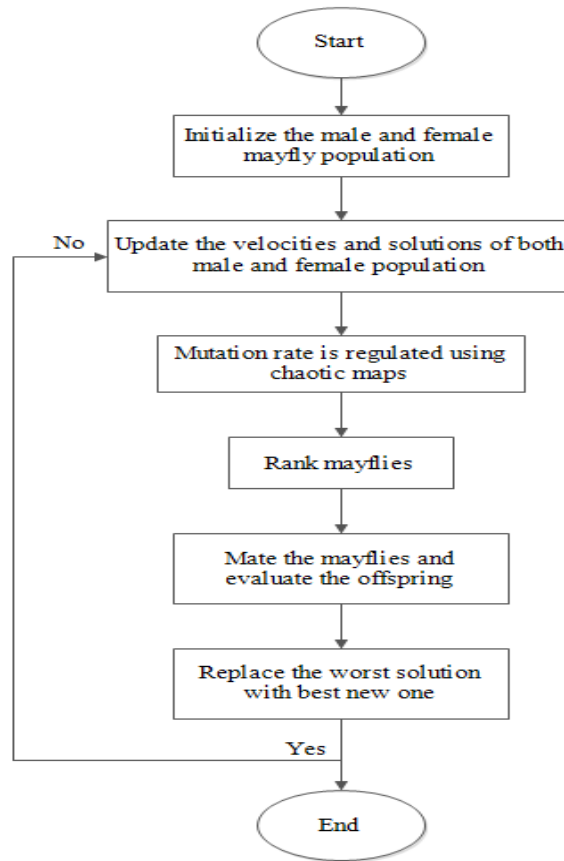 Start
Initialize the male and female
mayfly population
No
Update the velocities and solutions of both
male and female population
Mutation rate is regulated using
chaotic maps
Rank mayflies
Mate the mayflies and
evaluate the offspring
Replace the worst solution
with best new one
Yes
End